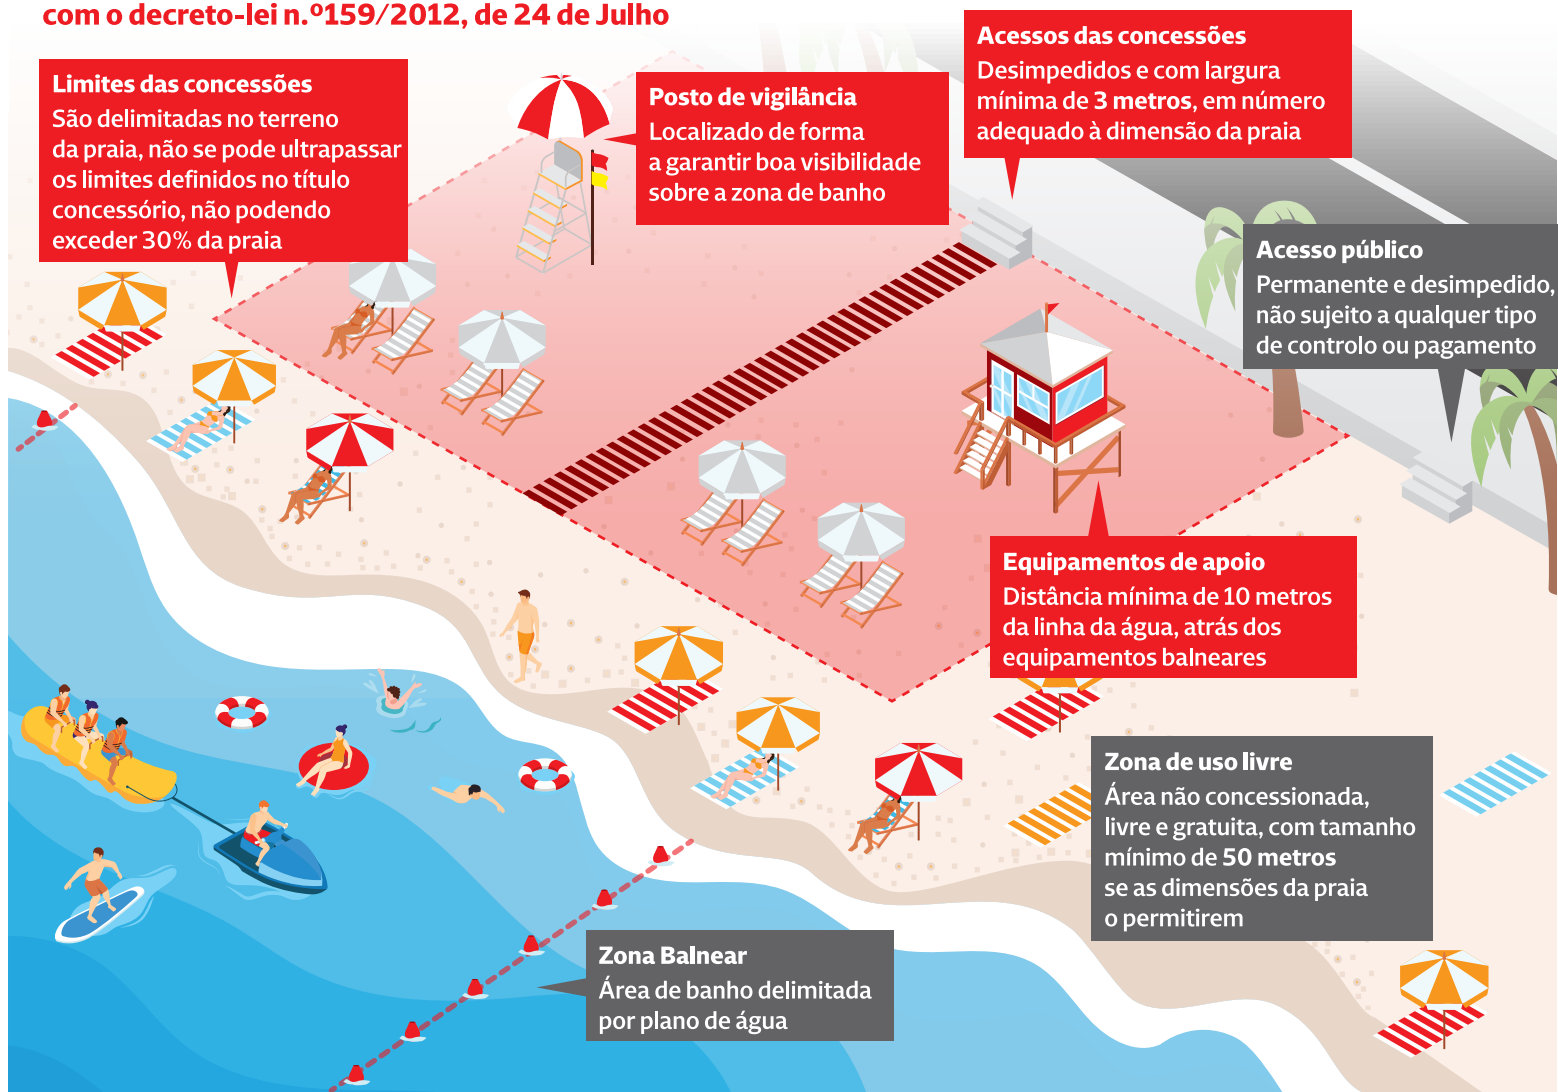 com o decreto-lei n.º159/2012, de 24 de Julho
Limites das concessões
São delimitadas no terreno
da praia, não se pode ultrapassar
os limites definidos no título
concessório, não podendo
exceder 30% da praia
Posto de vigilância
Localizado de forma
a garantir boa visibilidade
sobre a zona de banho
Acessos das concessões
Desimpedidos e com largura
mínima de 3 metros, em número
adequado à dimensão da praia
Acesso público
Permanente e desimpedido,
não sujeito a qualquer tipo
de controlo ou pagamento
Equipamentos de apoio
Distância mínima de 10 metros
da linha da água, atrás dos
equipamentos balneares
Zona de uso livre
Área não concessionada,
livre e gratuita, com tamanho
mínimo de 50 metros
se as dimensões da praia
o permitirem
Zona Balnear
Área de banho delimitada
por plano de água